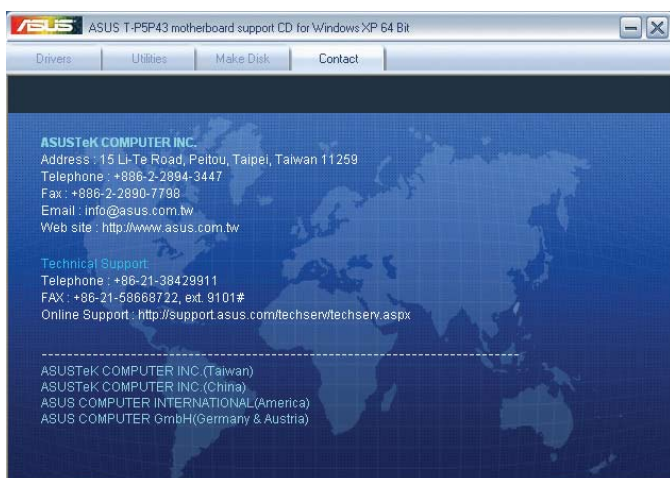 ASUS ASUS T-P5P43 motherboard support CD for Windows XP 64 Bit
Drivers Utilities Make Disk Contact
ASUSTeK COMPUTER INC.
Address : 15 Li-Te Road, Peitou, Taipei, Taiwan 11259
Telephone : +886-2-2894-3447
Fax : +886-2-2890-7798
Email : info@asus.com.tw
Web site : http://www.asus.com.tw
Technical Support:
Telephone : +86-21-38429911
FAX : +86-21-58668722, ext. 9101#
Online Support : http://support.asus.com/techserv/techserv.aspx
ASUSTeK COMPUTER INC.(Taiwan)
ASUSTeK COMPUTER INC.(China)
ASUS COMPUTER INTERNATIONAL(America)
ASUS COMPUTER GmbH(Germany & Austria)